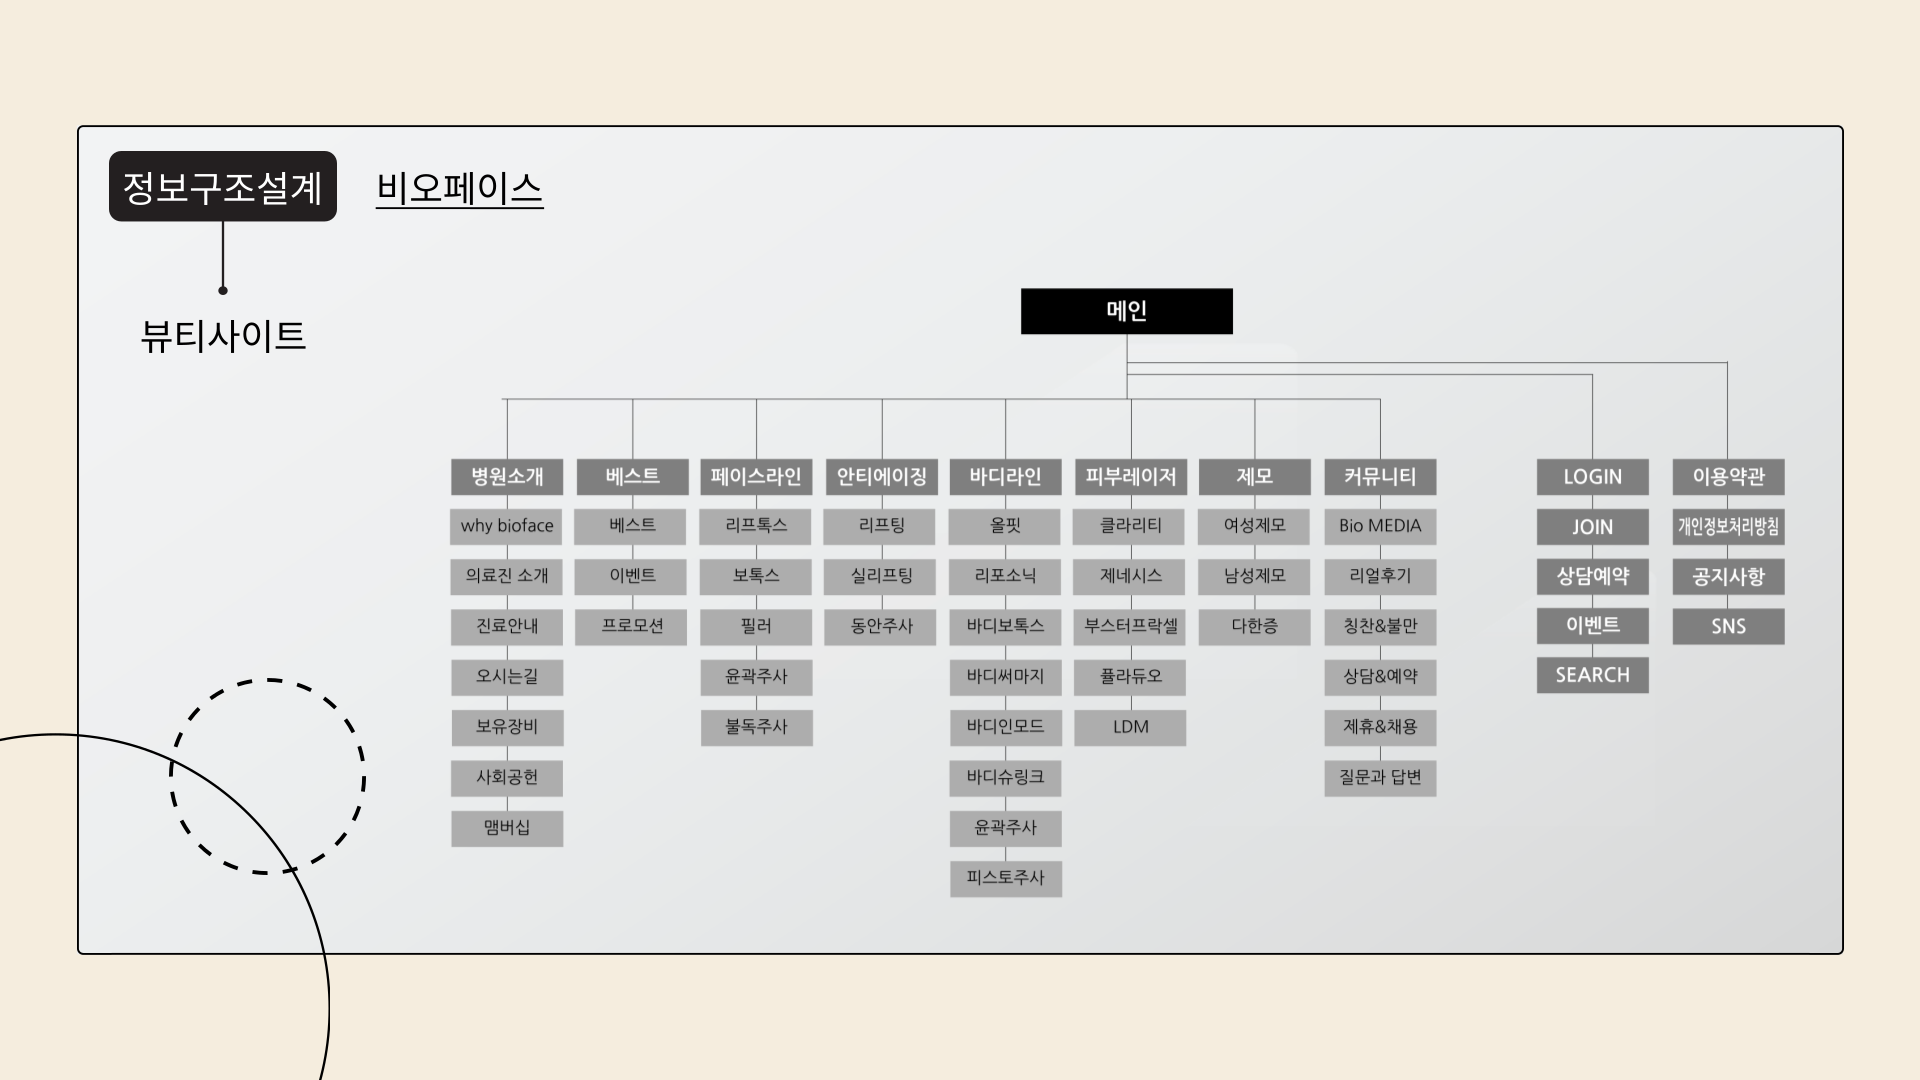 정보구조설계
비오페이스
뷰티사이트
메인
병원소개
why bioface
의료진 소개
진료안내
오시는길
보유장비
사회공헌
맴버십
베스트
베스트
이벤트
프로모션
페이스라인
리프톡스
보톡스
필러
윤곽주사
불독주사
안티에이징
리프팅
실리프팅
동안주사
바디라인
올핏
리포소닉
바디보톡스
바디써마지
바디인모드
바디슈링크
윤곽주사
피스토주사
피부레이저
클라리티
제네시스
부스터프락셀
플라듀오
LDM
제모
여성제모
남성제모
다한증
커뮤니티
Bio MEDIA
리얼후기
칭찬&불만
상담&예약
제휴&채용
질문과 답변
LOGIN
JOIN
상담예약
이벤트
SEARCH
이용약관
개인정보처리방침
공지사항
SNS